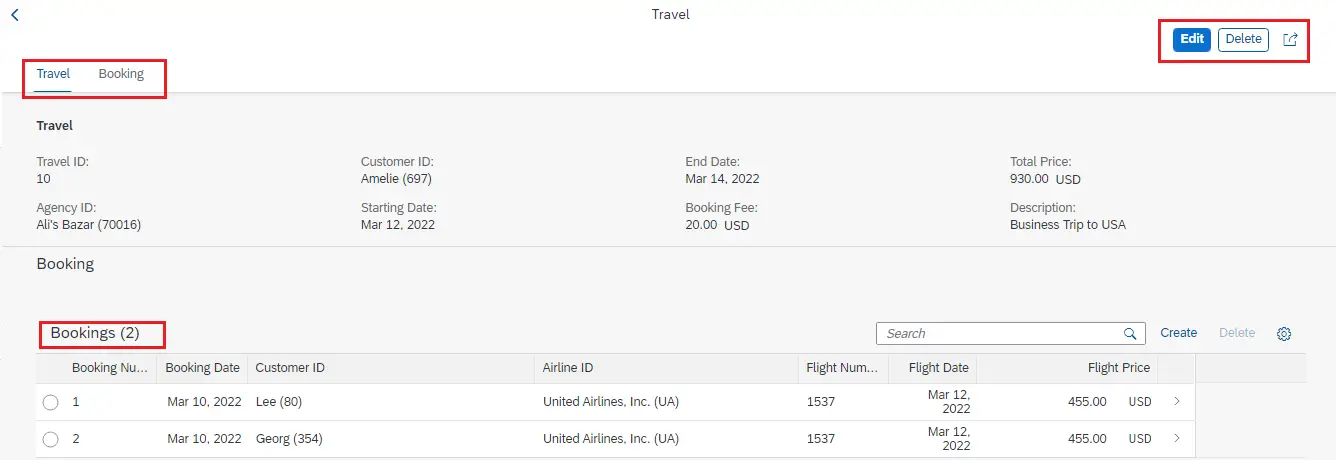 Travel
Edit Delete
Travel Booking
Travel
Travel ID: Customer ID: End Date: Total Price:
10 Amelie (697) Mar 14, 2022 930.00 USD
Agency ID: Starting Date: Booking Fee: Description:
Ali's Bazar (70016) Mar 12, 2022 20.00 USD Business Trip to USA
Booking
Bookings (2) Search Create Delete
Booking Nu... Booking Date Customer ID Airline ID Flight Num... Flight Date Flight Price
1 Mar 10, 2022 Lee (80) United Airlines, Inc. (UA) 1537 Mar 12, 2022 455.00 USD
2 Mar 10, 2022 Georg (354) United Airlines, Inc. (UA) 1537 Mar 12, 2022 455.00 USD